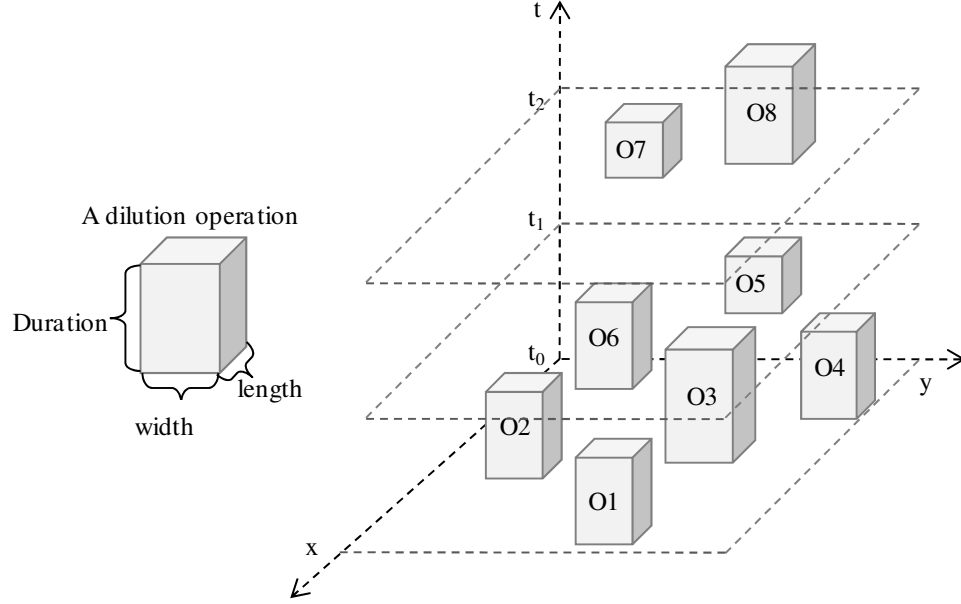 A dilution operation
Duration
width
length
t
t2
t1
t0
x
y
O8
O7
O5
O6
O4
O3
O2
O1